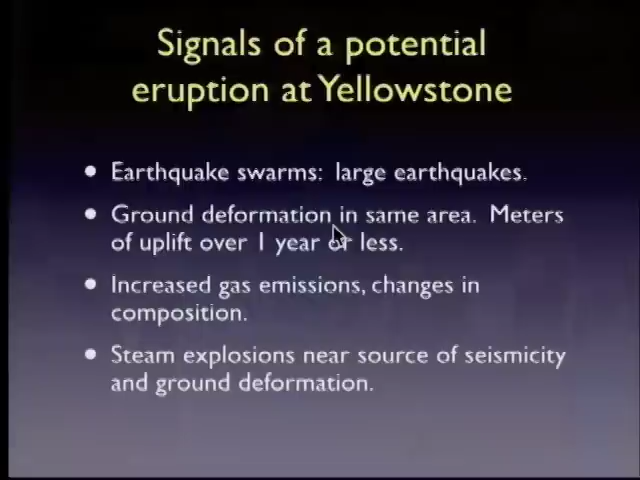 Signals of a potential
eruption at Yellowstone
• Earthquake swarms: large earthquakes.
• Ground deformation in same area. Meters
of uplift over 1 year or less.
• Increased gas emissions, changes in
composition.
• Steam explosions near source of seismicity
and ground deformation.